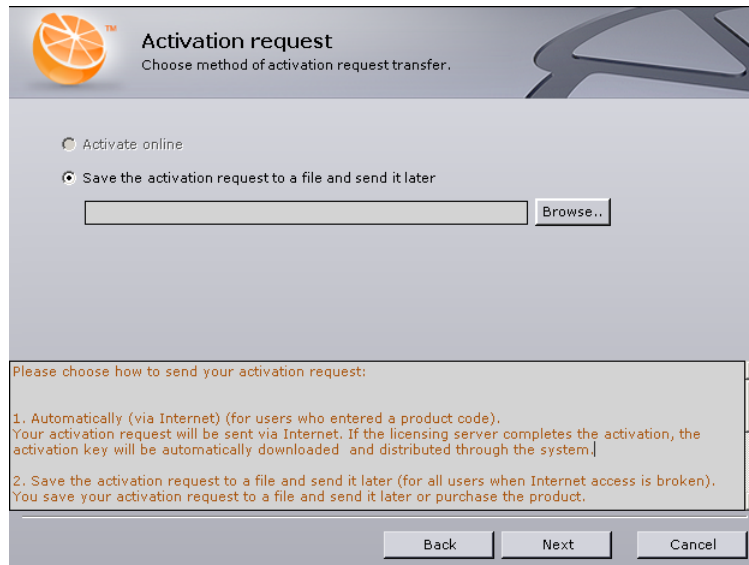 TM
Activation request
Choose method of activation request transfer.
Activate online
Save the activation request to a file and send it later
Browse..
Please choose how to send your activation request:
1. Automatically (via Internet) (for users who entered a product code).
Your activation request will be sent via Internet. If the licensing server completes the activation, the
activation key will be automatically downloaded  and distributed through the system.
2. Save the activation request to a file and send it later (for all users when Internet access is broken).
You save your activation request to a file and send it later or purchase the product.
Back
Next
Cancel